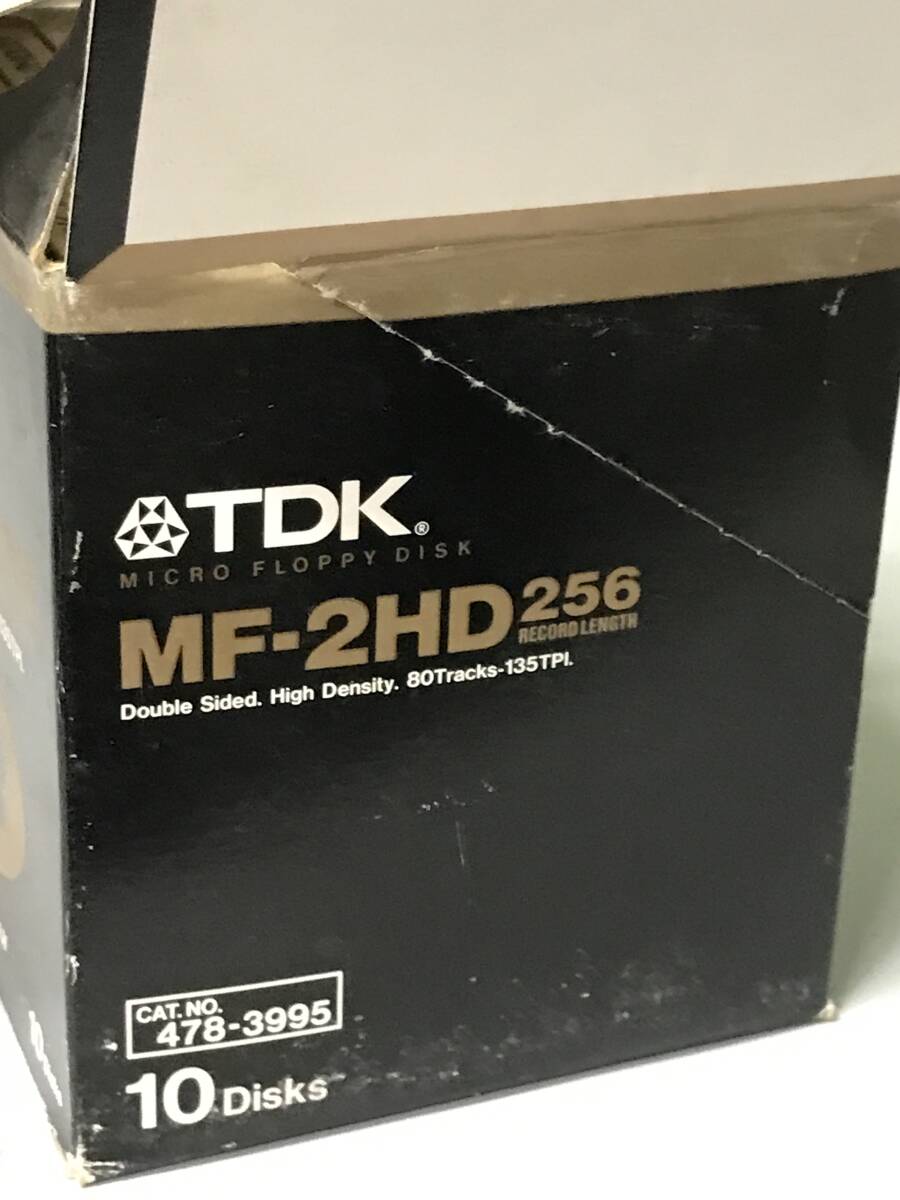 TDK®
MICRO FLOPPY DISK
MF-2HD 256
RECORD LENGTH
Double Sided. High Density. 80Tracks-135TPI.
CAT. NO.
478-3995
10 Disks